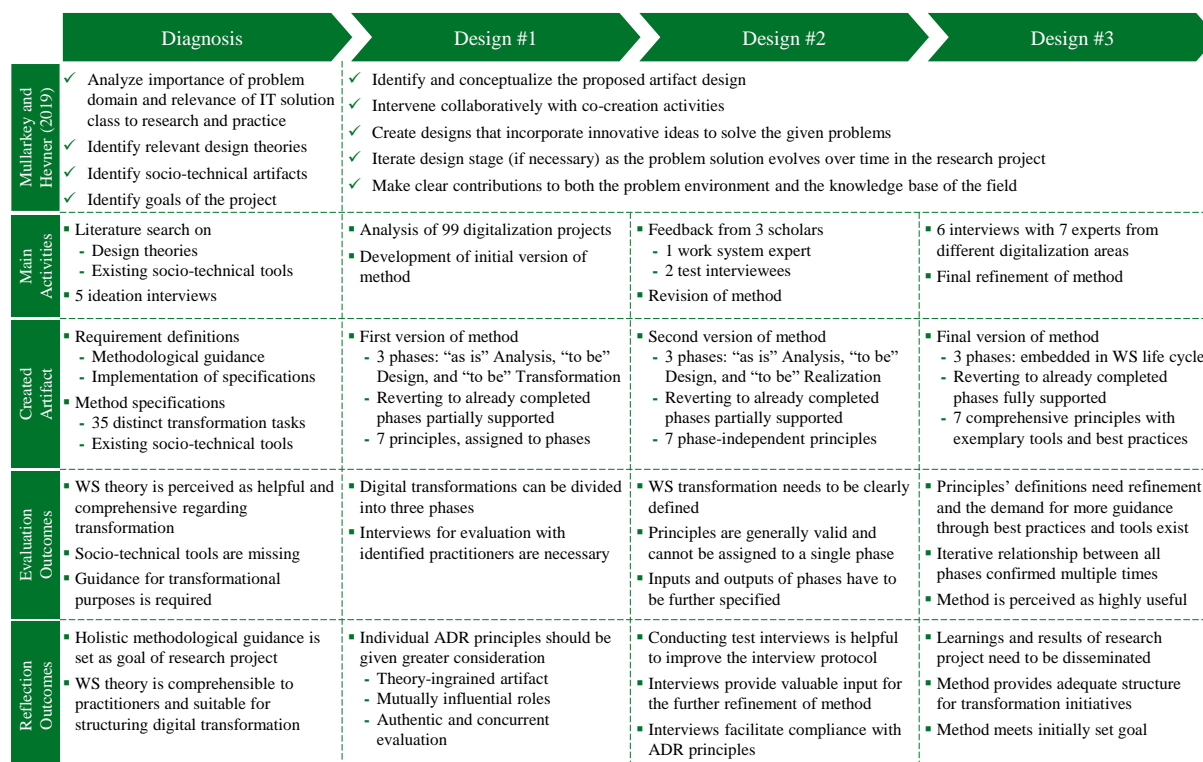 Diagnosis
Design #1
Design #2
Design #3
Mullarkey and
Hevner (2019)
✓ Analyze importance of problem
domain and relevance of IT solution
class to research and practice
✓ Identify relevant design theories
✓ Identify socio-technical artifacts
✓ Identify goals of the project
✓ Identify and conceptualize the proposed artifact design
✓ Intervene collaboratively with co-creation activities
✓ Create designs that incorporate innovative ideas to solve the given problems
✓ Iterate design stage (if necessary) as the problem solution evolves over time in the research project
✓ Make clear contributions to both the problem environment and the knowledge base of the field
Main
Activities
▪ Literature search on
- Design theories
- Existing socio-technical tools
▪ 5 ideation interviews
▪ Analysis of 99 digitalization projects
▪ Development of initial version of
method
▪ Feedback from 3 scholars
- 1 work system expert
- 2 test interviewees
▪ Revision of method
▪ 6 interviews with 7 experts from
different digitalization areas
▪ Final refinement of method
Created
Artifact
▪ Requirement definitions
- Methodological guidance
- Implementation of specifications
▪ Method specifications
- 35 distinct transformation tasks
- Existing socio-technical tools
▪ First version of method
- 3 phases: “as is” Analysis, “to be”
Design, and “to be” Transformation
- Reverting to already completed
phases partially supported
- 7 principles, assigned to phases
▪ Second version of method
- 3 phases: “as is” Analysis, “to be”
Design, and “to be” Realization
- Reverting to already completed
phases partially supported
- 7 phase-independent principles
▪ Final version of method
- 3 phases: embedded in WS life cycle
- Reverting to already completed
phases fully supported
- 7 comprehensive principles with
exemplary tools and best practices
Evaluation
Outcomes
▪ WS theory is perceived as helpful and
comprehensive regarding
transformation
▪ Socio-technical tools are missing
▪ Guidance for transformational
purposes is required
▪ Digital transformations can be divided
into three phases
▪ Interviews for evaluation with
identified practitioners are necessary
▪ WS transformation needs to be clearly
defined
▪ Principles are generally valid and
cannot be assigned to a single phase
▪ Inputs and outputs of phases have to
be further specified
▪ Principles’ definitions need refinement
and the demand for more guidance
through best practices and tools exist
▪ Iterative relationship between all
phases confirmed multiple times
▪ Method is perceived as highly useful
Reflection
Outcomes
▪ Holistic methodological guidance is
set as goal of research project
▪ WS theory is comprehensible to
practitioners and suitable for
structuring digital transformation
▪ Individual ADR principles should be
given greater consideration
- Theory-ingrained artifact
- Mutually influential roles
- Authentic and concurrent
evaluation
▪ Conducting test interviews is helpful
to improve the interview protocol
▪ Interviews provide valuable input for
the further refinement of method
▪ Interviews facilitate compliance with
ADR principles
▪ Learnings and results of research
project need to be disseminated
▪ Method provides adequate structure
for transformation initiatives
▪ Method meets initially set goal